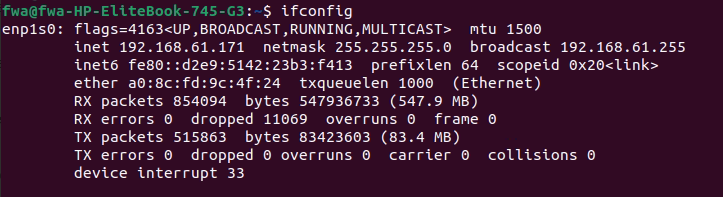 fwa@fwa-HP-EliteBook-745-G3:~$ ifconfig
enp1s0: flags=4163<UP,BROADCAST,RUNNING,MULTICAST>  mtu 1500
        inet 192.168.61.171  netmask 255.255.255.0  broadcast 192.168.61.255
        inet6 fe80::d2e9:5142:23b3:f413  prefixlen 64  scopeid 0x20<link>
        ether a0:8c:fd:9c:4f:24  txqueuelen 1000  (Ethernet)
        RX packets 854094  bytes 547936733 (547.9 MB)
        RX errors 0  dropped 11069  overruns 0  frame 0
        TX packets 515863  bytes 83423603 (83.4 MB)
        TX errors 0  dropped 0 overruns 0  carrier 0  collisions 0
        device interrupt 33